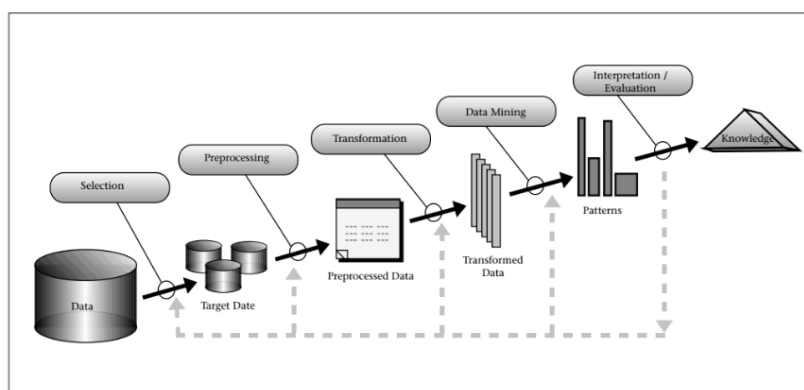 Interpretation /
Evaluation
Data Mining
Transformation
Preprocessing
Selection
Knowledge
Patterns
Transformed
Data
Preprocessed Data
Target Date
Data